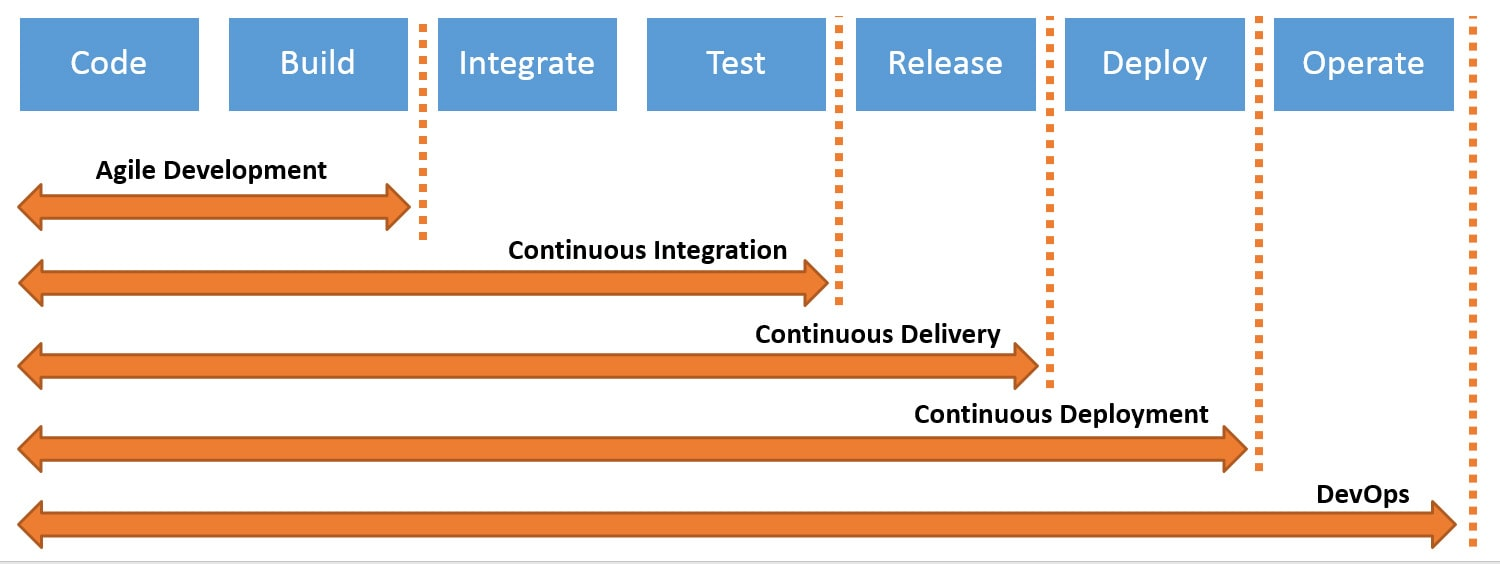 Code Build Integrate Test Release Deploy Operate
Agile Development
Continuous Integration
Continuous Delivery
Continuous Deployment
DevOps